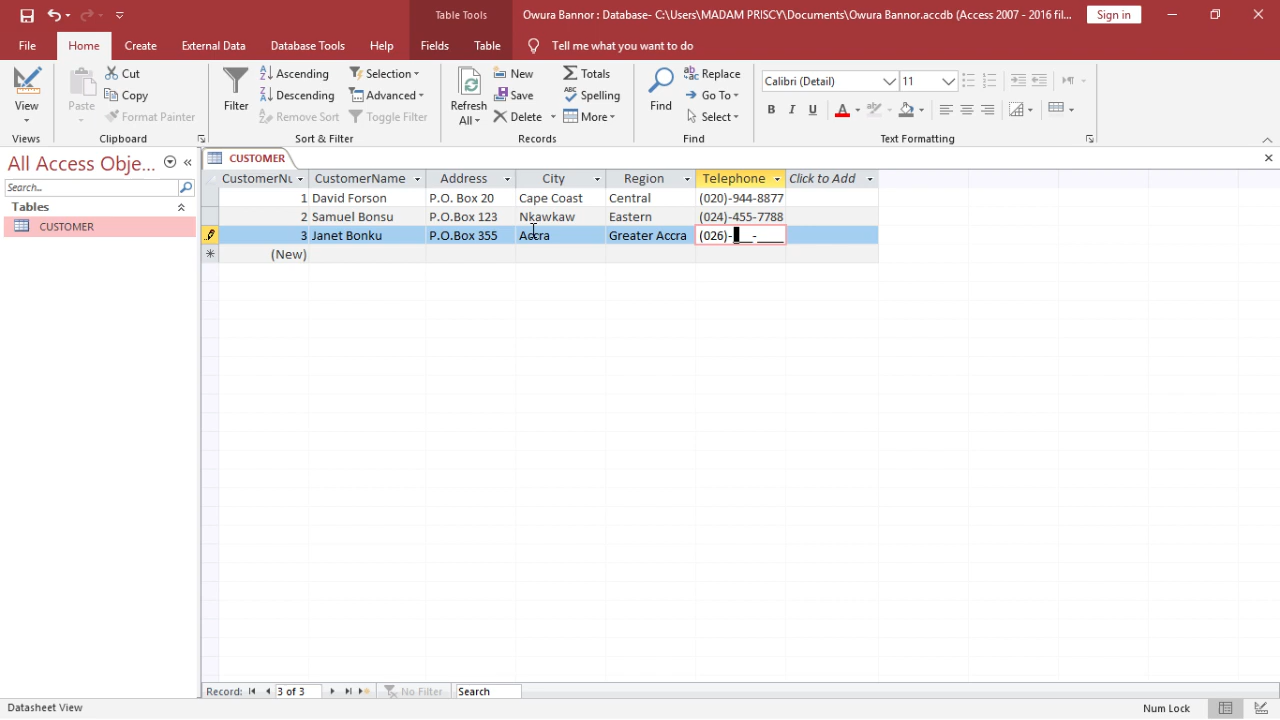 Table Tools
Owura Bannor : Database- C:\Users\MADAM PRISCY\Documents\Owura Bannor.accdb (Access 2007 - 2016 fil...
Sign in
File
Home
Create
External Data
Database Tools
Help
Fields
Table
Tell me what you want to do
View
Views
Paste
Cut
Copy
Format Painter
Clipboard
Filter
Ascending
Descending
Remove Sort
Selection
Advanced
Toggle Filter
Sort & Filter
Refresh All
New
Save
Delete
Totals
Spelling
More
Records
Find
Replace
Go To
Select
Find
Calibri (Detail)
11
B I U
Text Formatting
All Access Obje...
Search...
Tables
CUSTOMER
CUSTOMER
CustomerNu CustomerName Address City Region Telephone Click to Add
1 David Forson P.O. Box 20 Cape Coast Central (020)-944-8877
2 Samuel Bonsu P.O.Box 123 Nkawkaw Eastern (024)-455-7788
3 Janet Bonku P.O.Box 355 Accra Greater Accra (026)-___-____
(New)
Record: 3 of 3 No Filter Search
Datasheet View
Num Lock